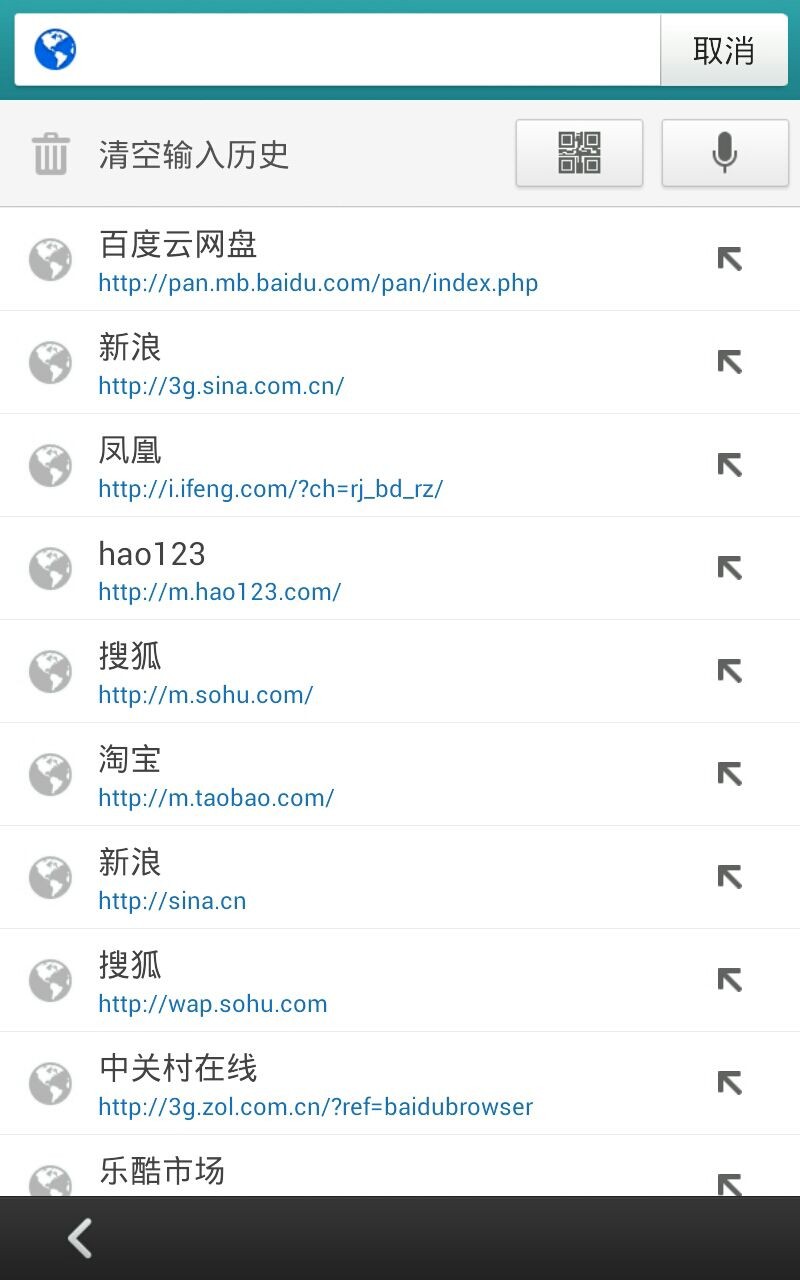 取消
清空输入历史
百度云网盘
http://pan.mb.baidu.com/pan/index.php
新浪
http://3g.sina.com.cn/
凤凰
http://i.ifeng.com/?ch=rj_bd_rz/
hao123
http://m.hao123.com/
搜狐
http://m.sohu.com/
淘宝
http://m.taobao.com/
新浪
http://sina.cn
搜狐
http://wap.sohu.com
中关村在线
http://3g.zol.com.cn/?ref=baidubrowser
乐酷市场